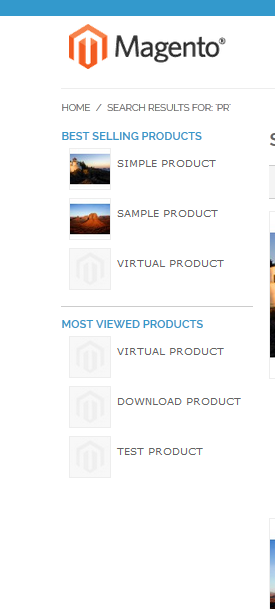 Magento®
HOME / SEARCH RESULTS FOR: 'PR'
BEST SELLING PRODUCTS
SIMPLE PRODUCT
SAMPLE PRODUCT
VIRTUAL PRODUCT
MOST VIEWED PRODUCTS
VIRTUAL PRODUCT
DOWNLOAD PRODUCT
TEST PRODUCT